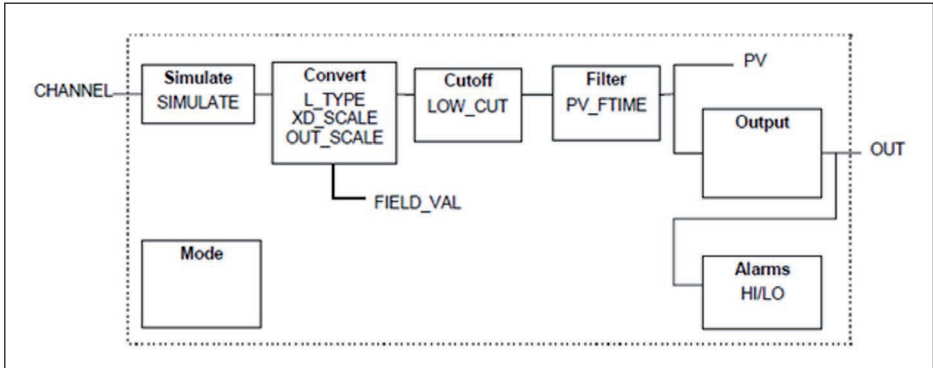 CHANNEL
Simulate
SIMULATE
Convert
L_TYPE
XD_SCALE
OUT_SCALE
Cutoff
LOW_CUT
Filter
PV_FTIME
PV
Output
OUT
FIELD_VAL
Mode
Alarms
HI/LO